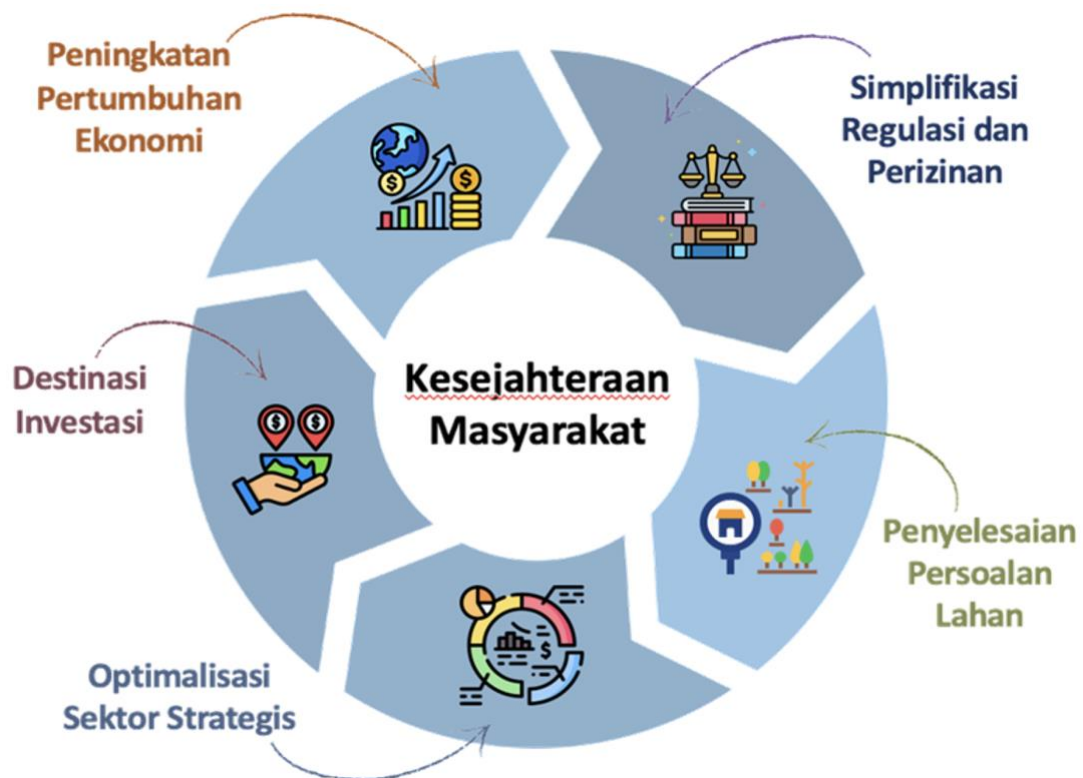 Peningkatan
Pertumbuhan
Ekonomi
Simplifikasi
Regulasi dan
Perizinan
Destinasi
Investasi
Kesejahteraan
Masyarakat
Penyelesaian
Persoalan
Lahan
Optimalisasi
Sektor Strategis